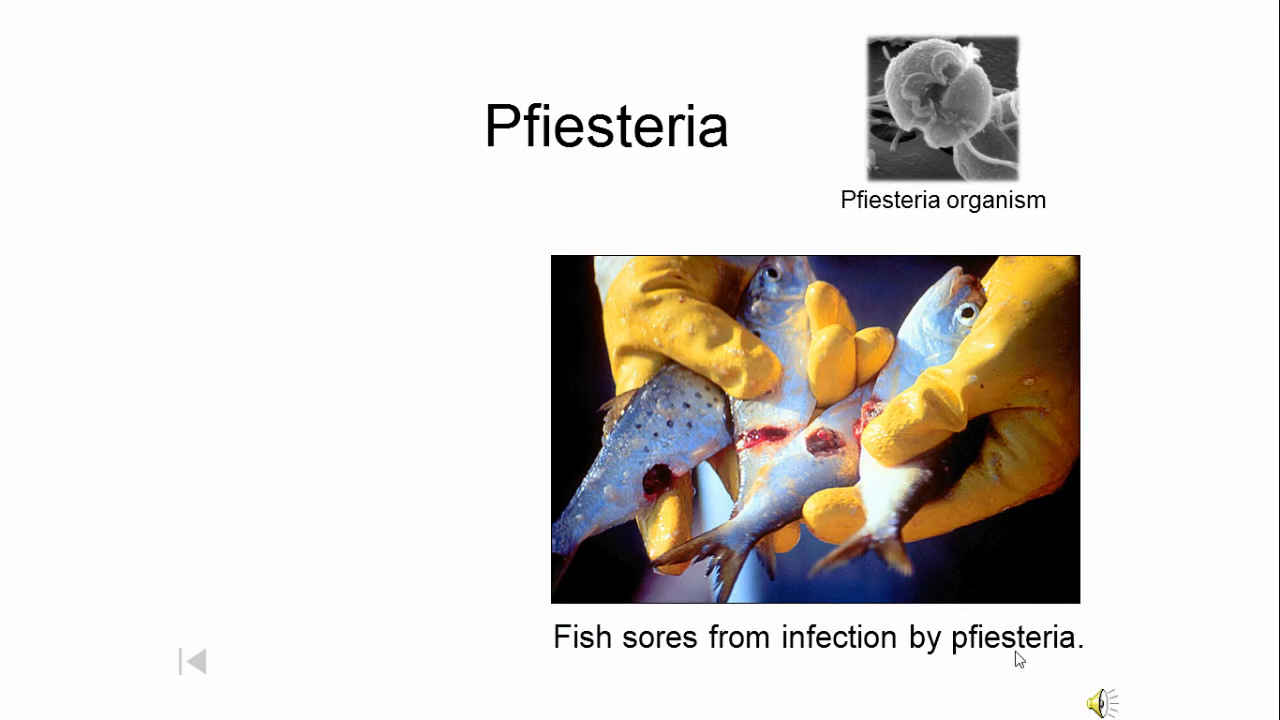 Pfiesteria
Pfiesteria organism
Fish sores from infection by pfiesteria.